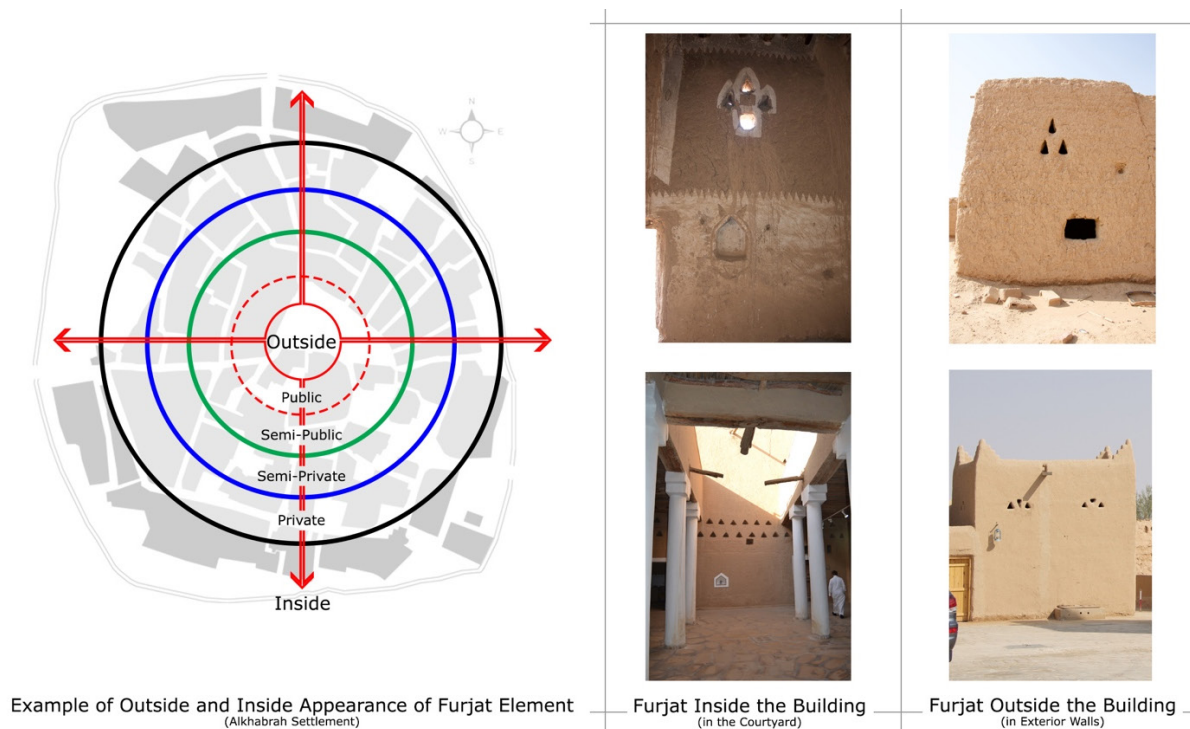 N
W E
S
Outside
Public
Semi-Public
Semi-Private
Private
Inside
Example of Outside and Inside Appearance of Furjat Element
(Alkhabrah Settlement)
Furjat Inside the Building
(in the Courtyard)
Furjat Outside the Building
(in Exterior Walls)